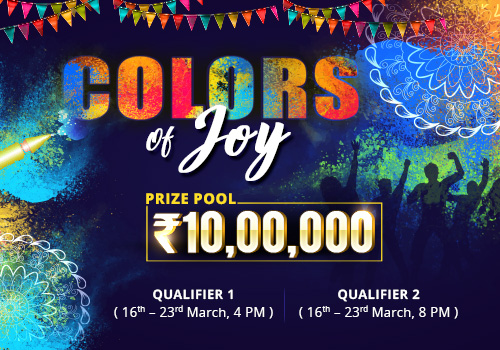 COLORS
Of Joy
PRIZE POOL
₹10,00,000
QUALIFIER 1
( 16th – 23rd March, 4 PM )
QUALIFIER 2
( 16th – 23rd March, 8 PM )